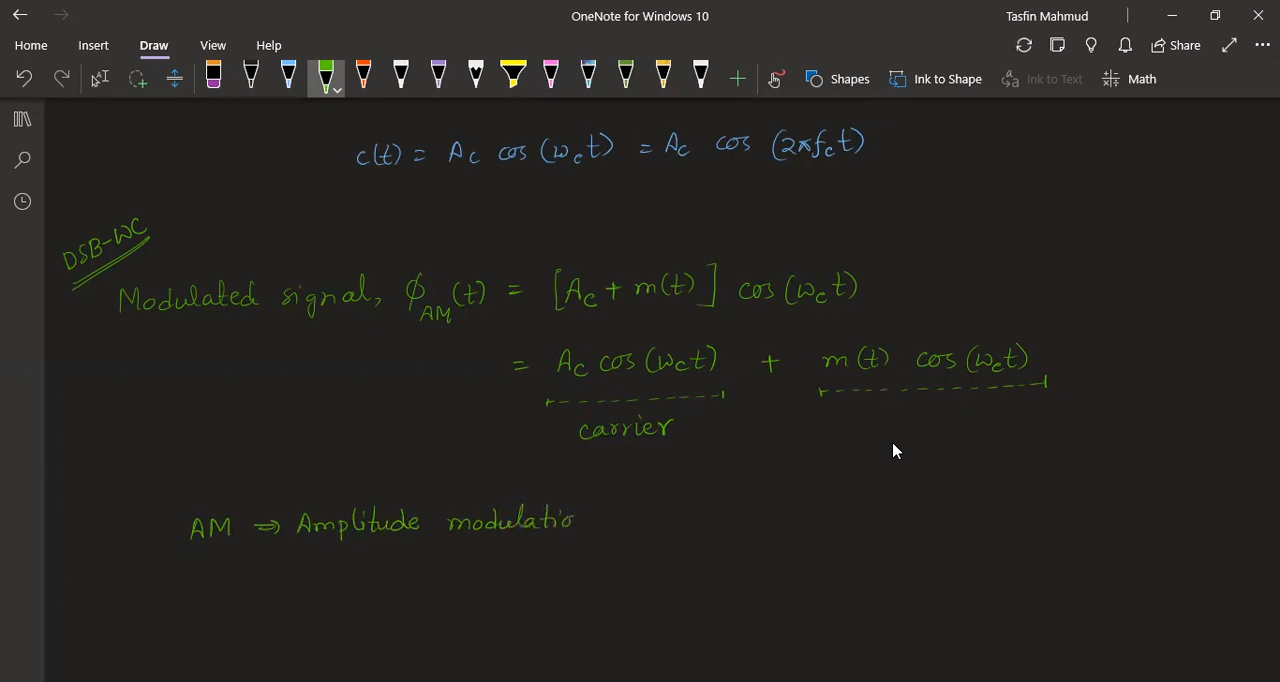 OneNote for Windows 10
Tasfin Mahmud
Home Insert Draw View Help
Share
Shapes Ink to Shape Ink to Text Math
c(t) = Ac cos (ωct) = Ac cos (2πfct)
DSB-WC
Modulated signal, ϕAM(t) = [Ac + m(t)] cos(ωct)
= Ac cos(ωct) + m(t) cos(ωct)
carrier
AM ⇒ Amplitude modulatio